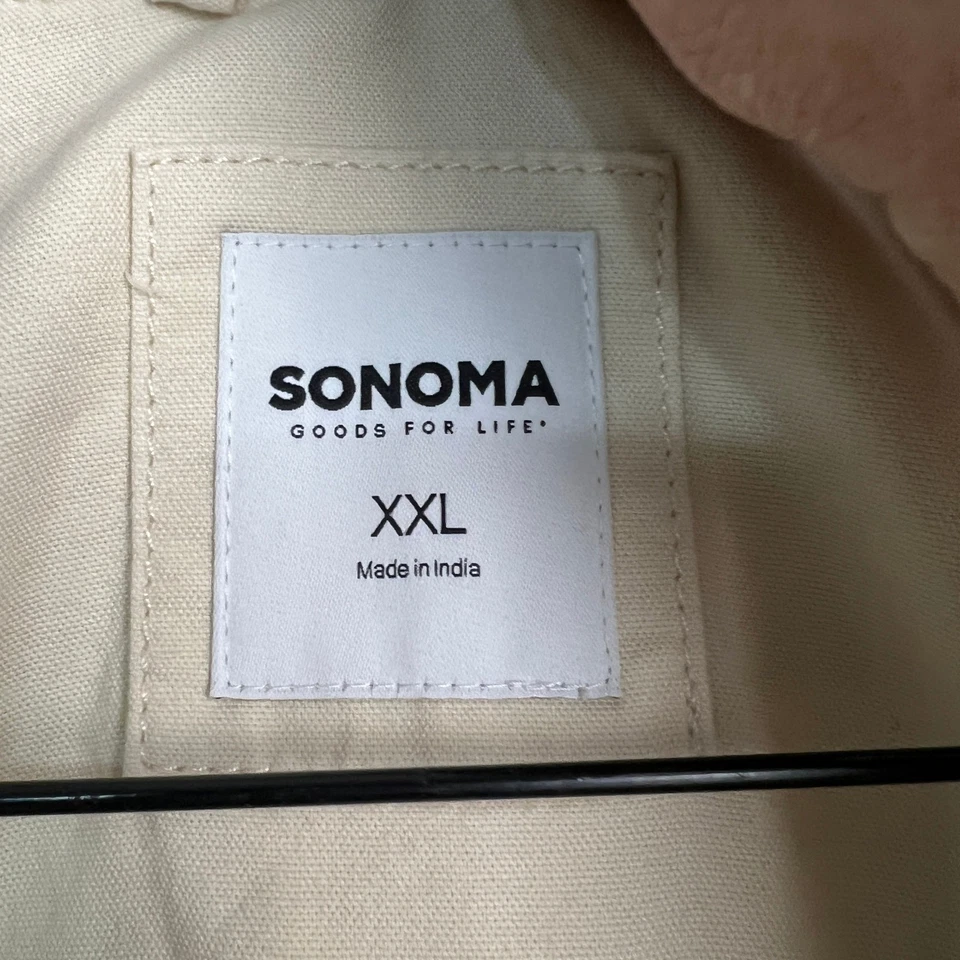 SONOMA
GOODS FOR LIFE®
XXL
Made in India